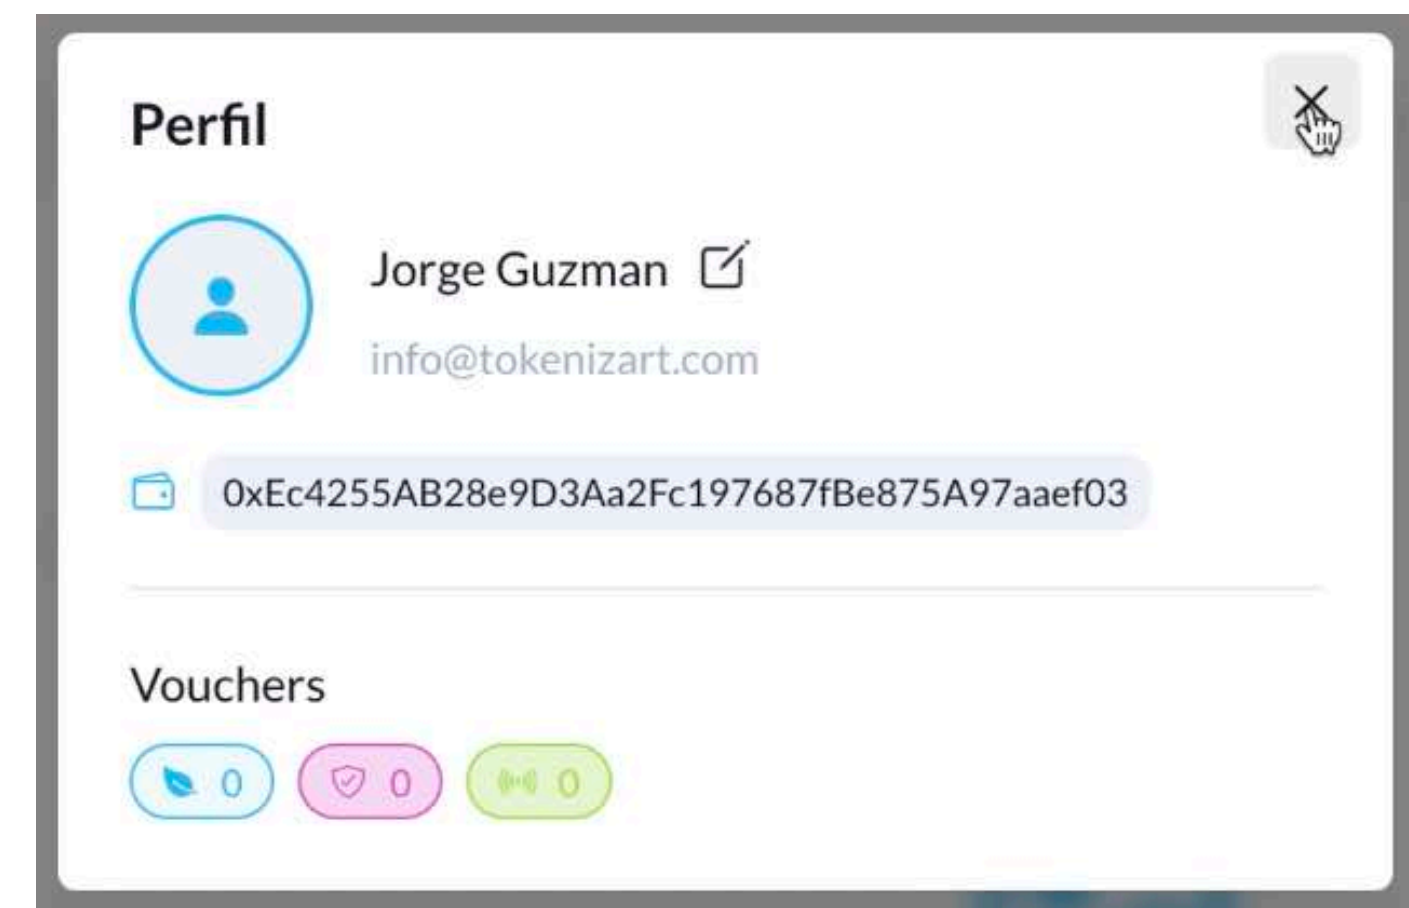 Perfil
Jorge Guzman
info@tokenizart.com
0xEc4255AB28e9D3Aa2Fc197687fBe875A97aaef03
Vouchers
0 0 0